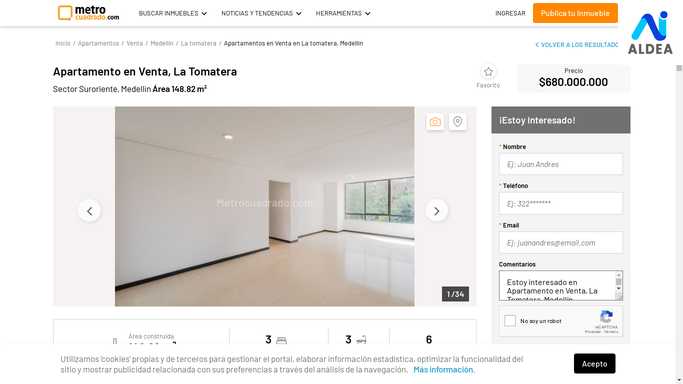 metro
cuadrado.com
BUSCAR INMUEBLES
NOTICIAS Y TENDENCIAS
HERRAMIENTAS
INGRESAR
Publica tu Inmueble
ALDEA
Inicio / Apartamentos / Venta / Medellín / La tomatera / Apartamentos en Venta en La tomatera, Medellín
VOLVER A LOS RESULTADO
Apartamento en Venta, La Tomatera
Sector Suroriente, Medellín Área 148.82 m²
Favorito
Precio
$680.000.000
Metrocuadrado.com
1 /34
¡Estoy Interesado!
* Nombre
Ej: Juan Andres
* Teléfono
Ej: 322*******
* Email
Ej: juanandres@email.com
Comentarios
Estoy interesado en
Apartamento en Venta, La
Tomatera, Medellín
No soy un robot
reCAPTCHA
Privacidad - Términos
Área construida
3
3
6
Utilizamos 'cookies' propias y de terceros para gestionar el portal, elaborar información estadística, optimizar la funcionalidad del
sitio y mostrar publicidad relacionada con sus preferencias a través del análisis de la navegación. Más información.
Acepto